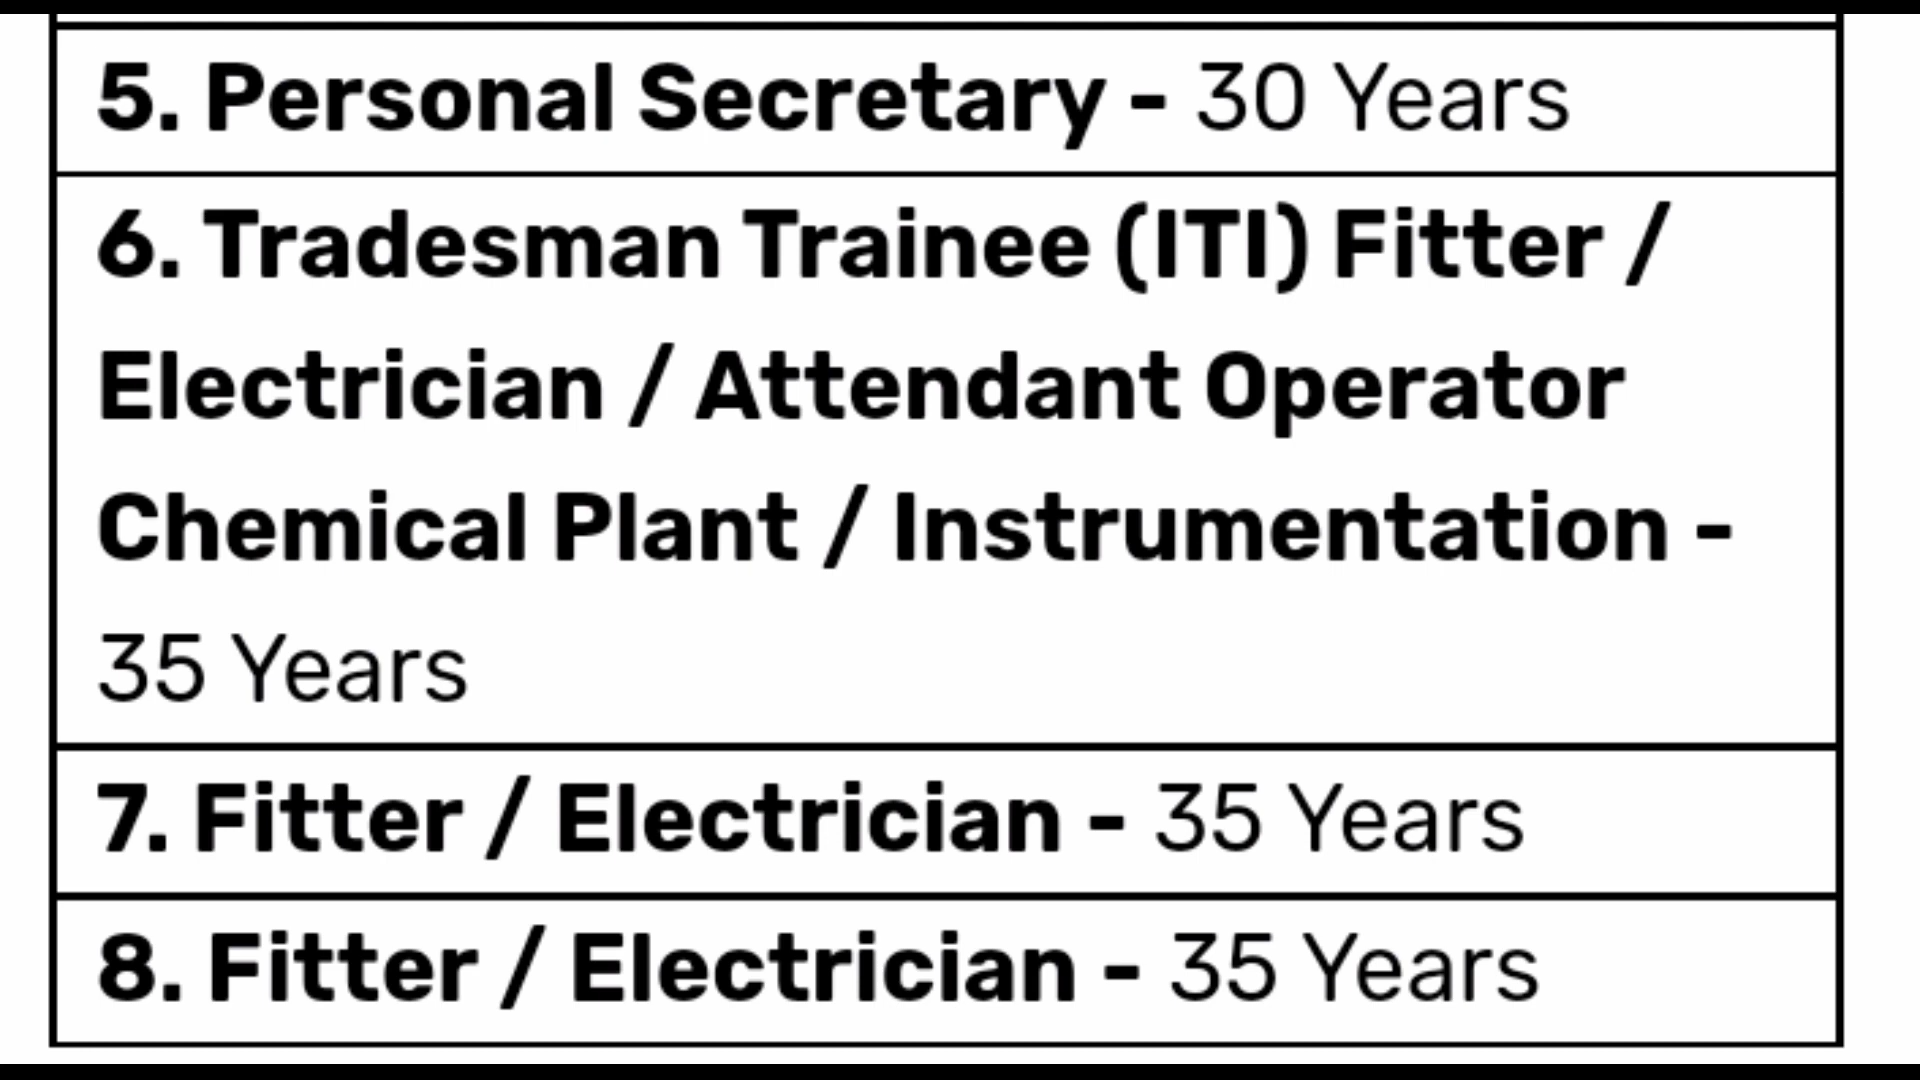 5. Personal Secretary - 30 Years
6. Tradesman Trainee (ITI) Fitter /
Electrician / Attendant Operator
Chemical Plant / Instrumentation -
35 Years
7. Fitter / Electrician - 35 Years
8. Fitter / Electrician - 35 Years